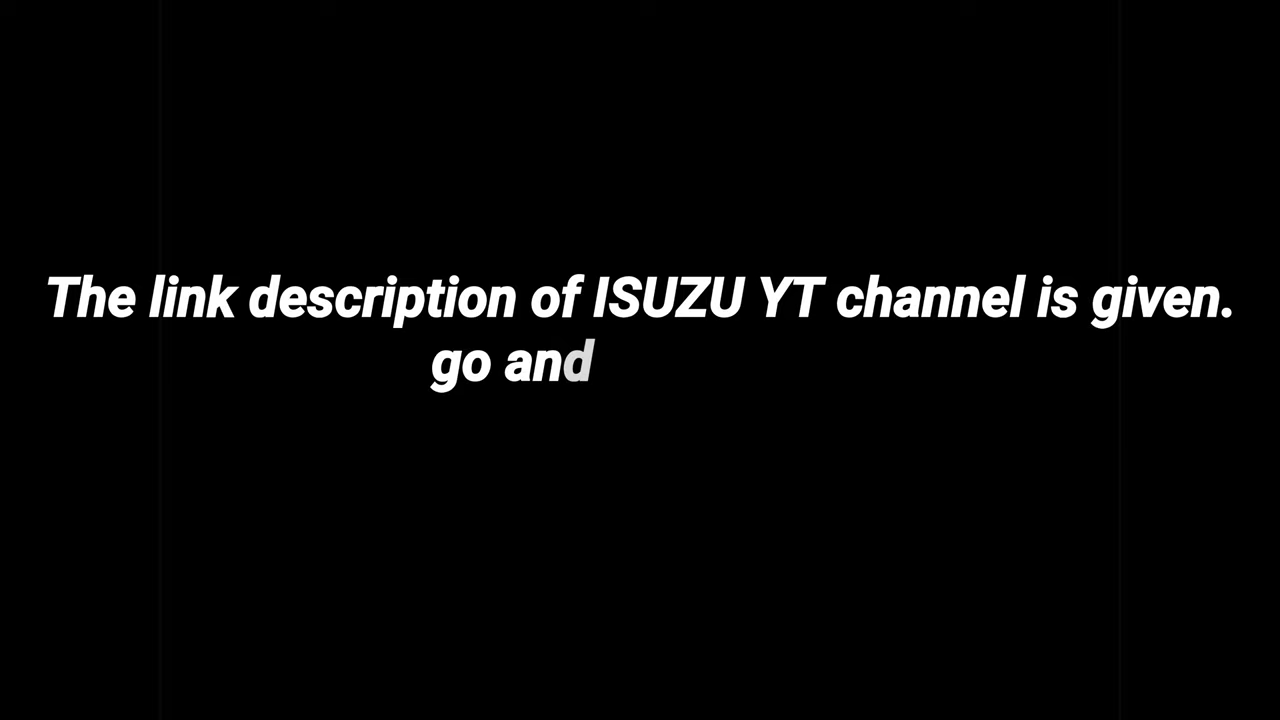 The link description of ISUZU YT channel is given.
go and